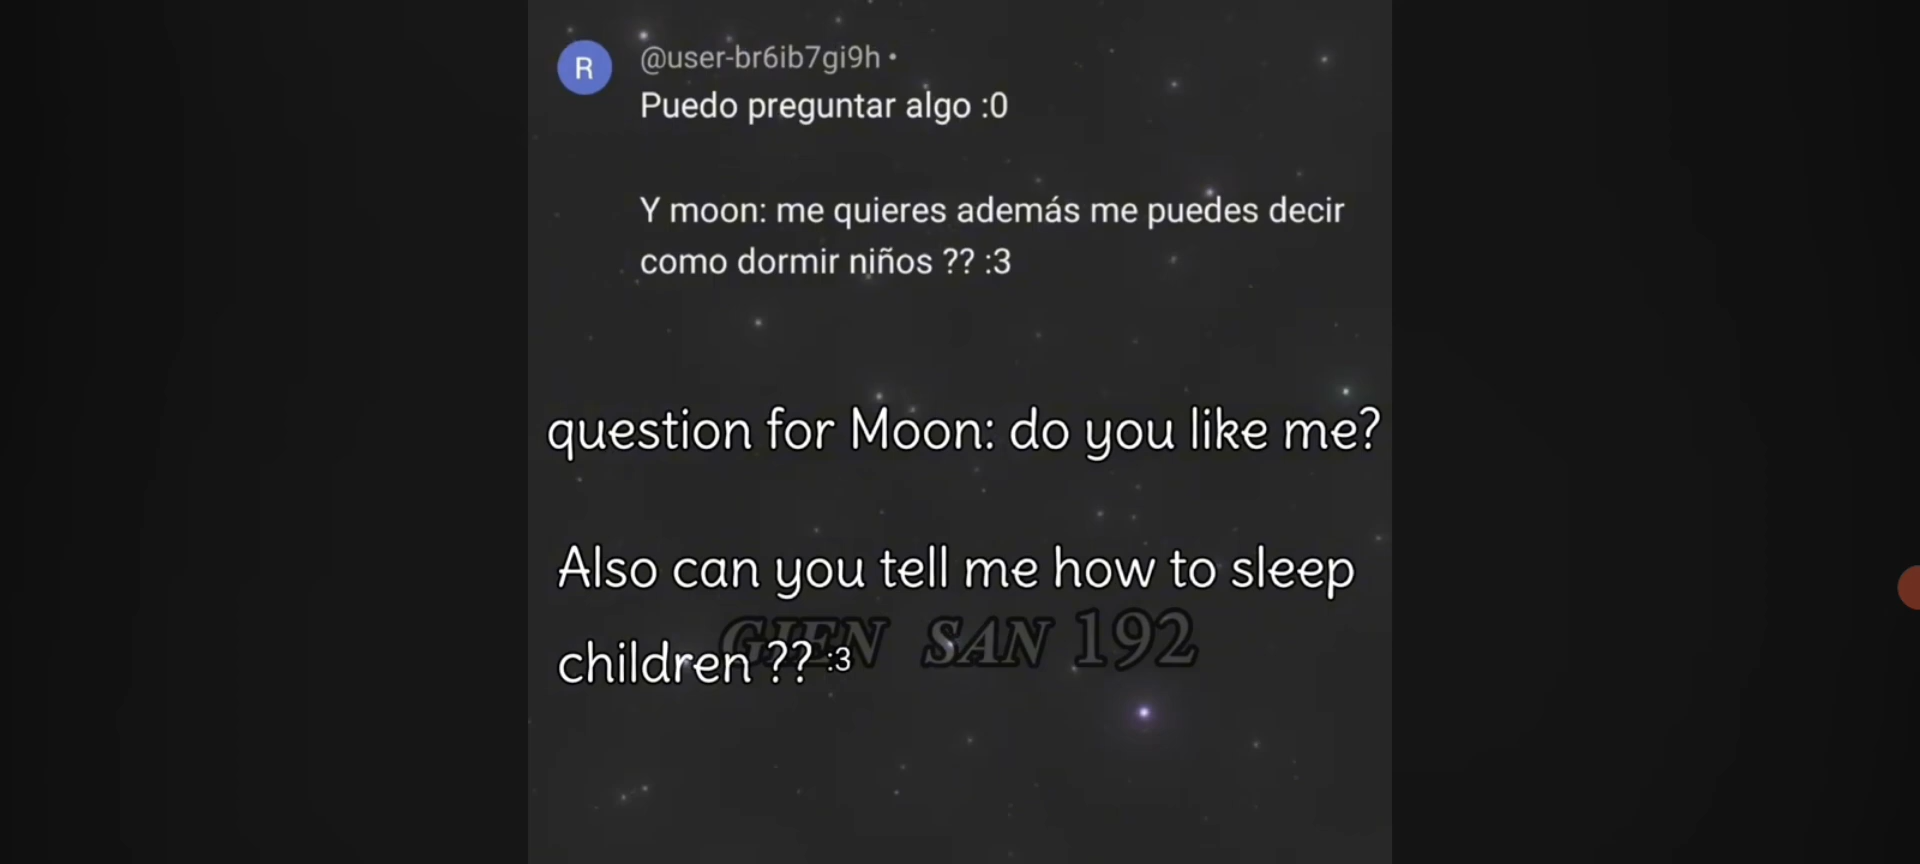 R
@user-br6ib7gi9h •
Puedo preguntar algo :0
Y moon: me quieres además me puedes decir
como dormir niños ?? :3
question for Moon: do you like me?
Also can you tell me how to sleep
GIEN SAN 192
children ?? :3